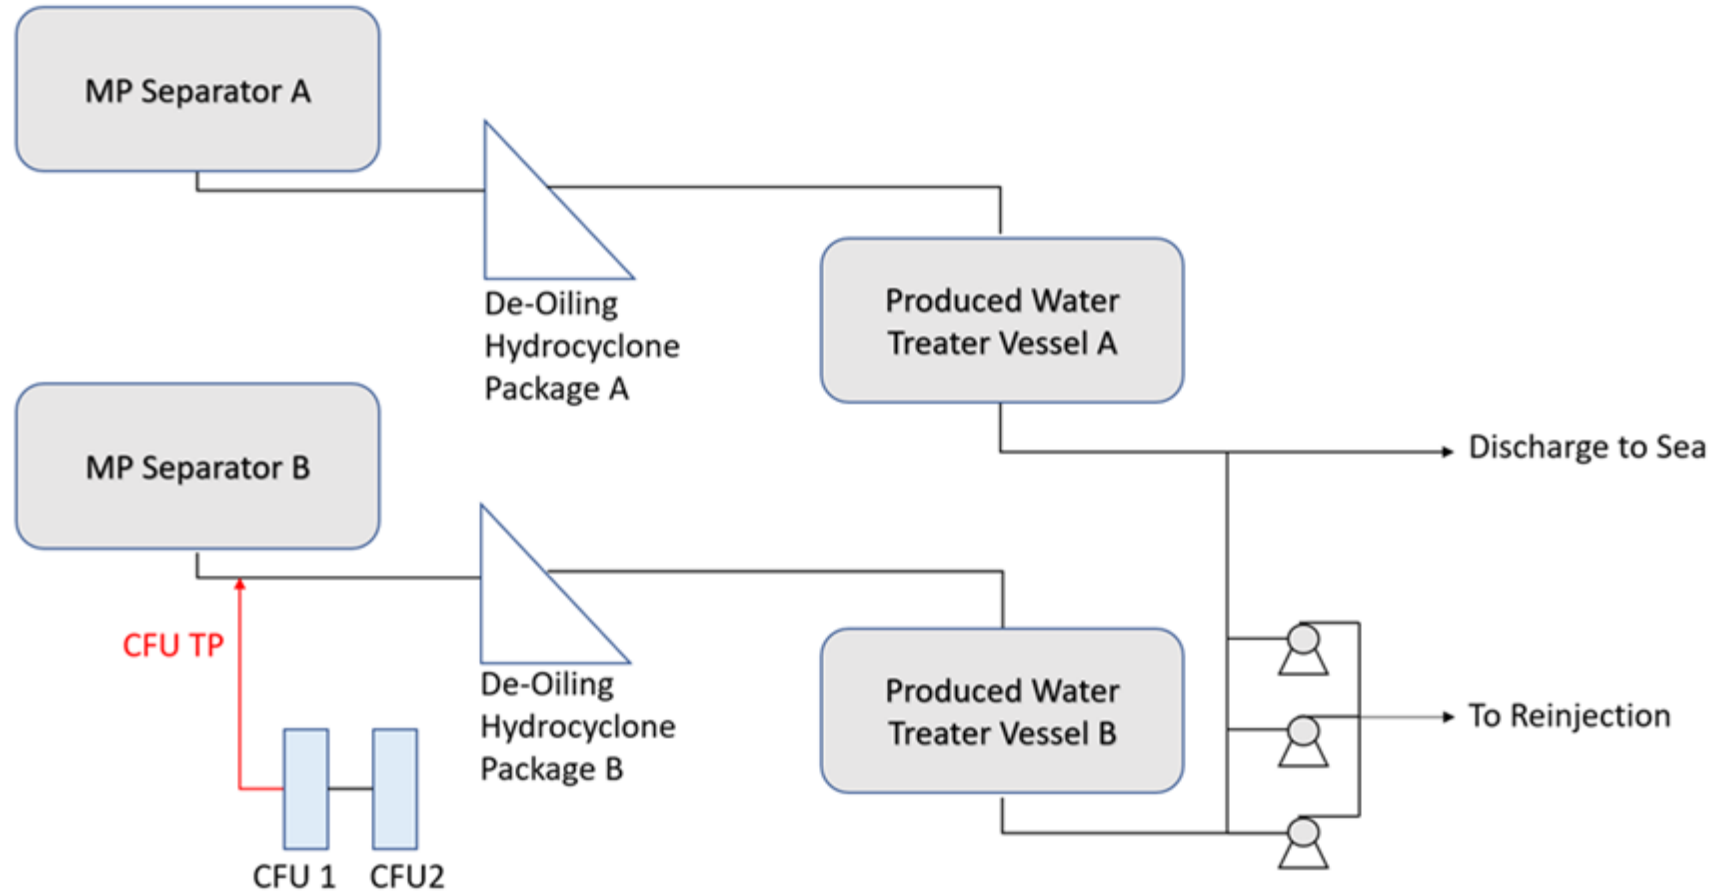 MP Separator A
De-Oiling
Hydrocyclone
Package A
Produced Water
Treater Vessel A
Discharge to Sea
MP Separator B
CFU TP
De-Oiling
Hydrocyclone
Package B
Produced Water
Treater Vessel B
To Reinjection
CFU 1
CFU2